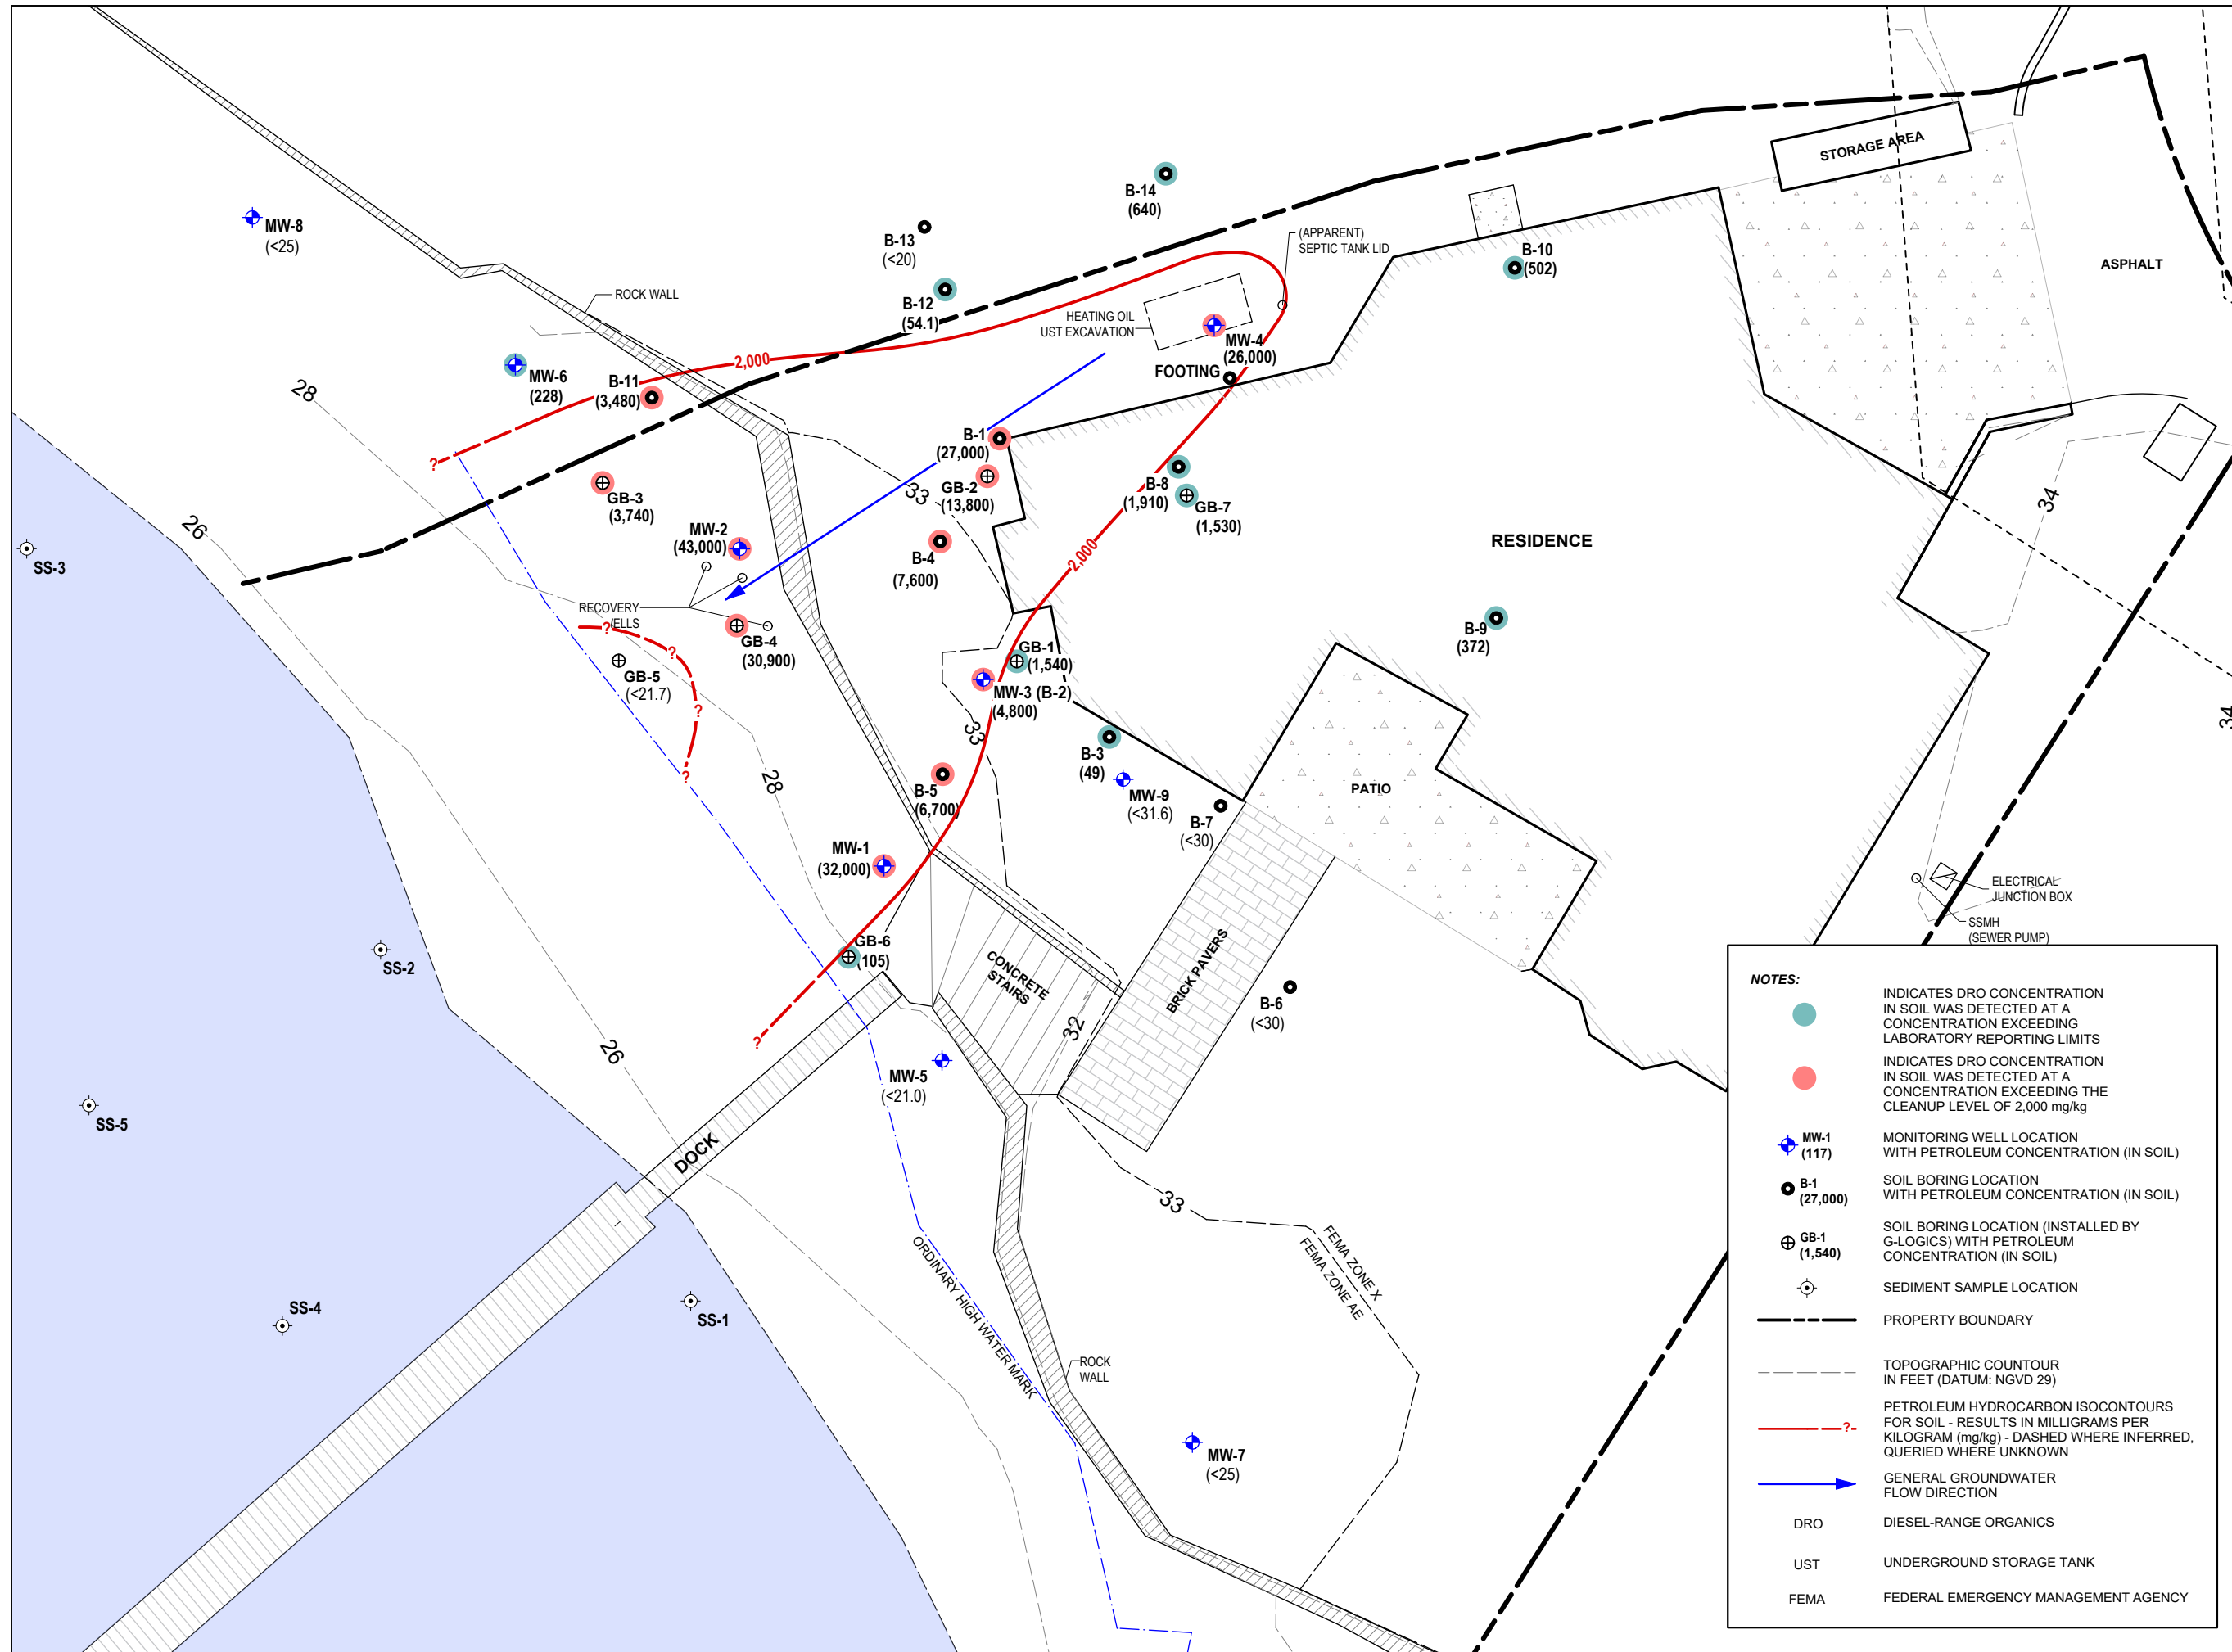 MW-8
(<25)
ROCK WALL
B-13
(<20)
B-14
(640)
B-12
(54.1)
(APPARENT)
SEPTIC TANK LID
HEATING OIL
UST EXCAVATION
MW-4
(26,000)
FOOTING
B-10
(502)
STORAGE AREA
ASPHALT
2,000
MW-6
(228)
B-11
(3,480)
28
?
B-1
(27,000)
GB-2
(13,800)
33
B-8
(1,910)
GB-7
(1,530)
34
RESIDENCE
GB-3
(3,740)
MW-2
(43,000)
B-4
(7,600)
2,000
26
SS-3
RECOVERY
ELLS
?
?
?
?
GB-4
(30,900)
GB-5
(<21.7)
GB-1
(1,540)
MW-3 (B-2)
(4,800)
33
B-9
(372)
34
B-3
(49)
MW-9
(<31.6)
B-7
(<30)
PATIO
28
B-5
(6,700)
MW-1
(32,000)
GB-6
(105)
?
SS-2
26
CONCRETE
STAIRS
BRICK PAVERS
32
B-6
(<30)
ELECTRICAL
JUNCTION BOX
SSMH
(SEWER PUMP)
MW-5
(<21.0)
SS-5
DOCK
33
FEMA ZONE X
FEMA ZONE AE
ORDINARY HIGH WATER MARK
SS-4
SS-1
ROCK
WALL
MW-7
(<25)
NOTES:
INDICATES DRO CONCENTRATION
IN SOIL WAS DETECTED AT A
CONCENTRATION EXCEEDING
LABORATORY REPORTING LIMITS
INDICATES DRO CONCENTRATION
IN SOIL WAS DETECTED AT A
CONCENTRATION EXCEEDING THE
CLEANUP LEVEL OF 2,000 mg/kg
MW-1
(117)
MONITORING WELL LOCATION
WITH PETROLEUM CONCENTRATION (IN SOIL)
B-1
(27,000)
SOIL BORING LOCATION
WITH PETROLEUM CONCENTRATION (IN SOIL)
GB-1
(1,540)
SOIL BORING LOCATION (INSTALLED BY
G-LOGICS) WITH PETROLEUM
CONCENTRATION (IN SOIL)
SEDIMENT SAMPLE LOCATION
PROPERTY BOUNDARY
TOPOGRAPHIC COUNTOUR
IN FEET (DATUM: NGVD 29)
?
PETROLEUM HYDROCARBON ISOCONTOURS
FOR SOIL - RESULTS IN MILLIGRAMS PER
KILOGRAM (mg/kg) - DASHED WHERE INFERRED,
QUERIED WHERE UNKNOWN
GENERAL GROUNDWATER
FLOW DIRECTION
DRO DIESEL-RANGE ORGANICS
UST UNDERGROUND STORAGE TANK
FEMA FEDERAL EMERGENCY MANAGEMENT AGENCY